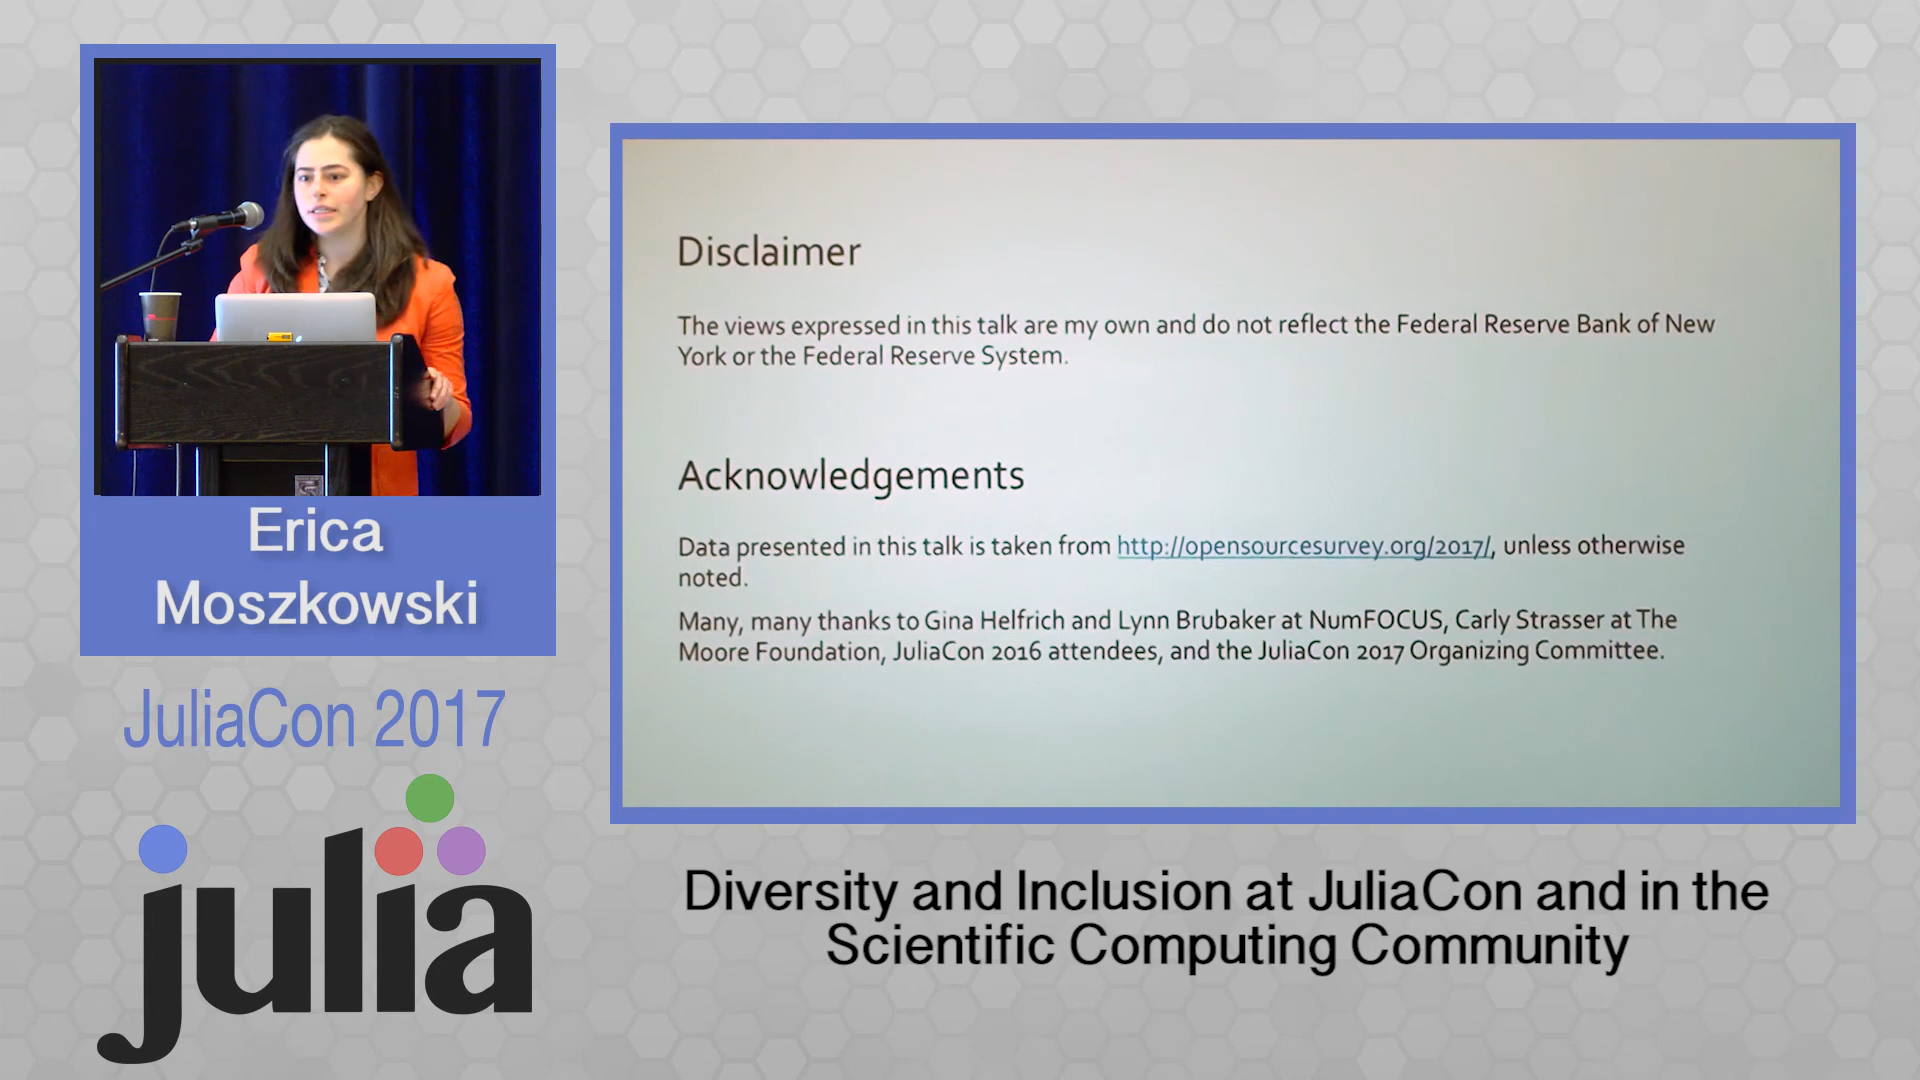 Erica
Moszkowski
JuliaCon 2017
julia
Disclaimer
The views expressed in this talk are my own and do not reflect the Federal Reserve Bank of New
York or the Federal Reserve System.
Acknowledgements
Data presented in this talk is taken from http://opensourcesurvey.org/2017/, unless otherwise
noted.
Many, many thanks to Gina Helfrich and Lynn Brubaker at NumFOCUS, Carly Strasser at The
Moore Foundation, JuliaCon 2016 attendees, and the JuliaCon 2017 Organizing Committee.
Diversity and Inclusion at JuliaCon and in the
Scientific Computing Community